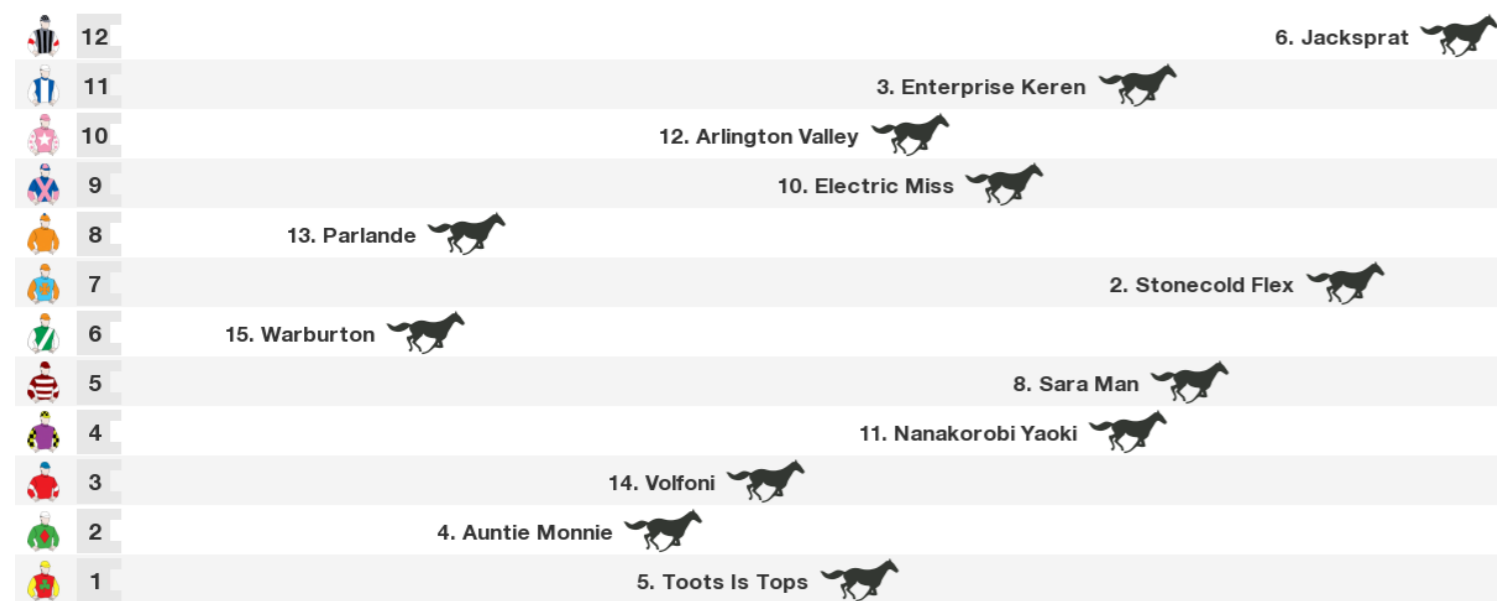 12 6. Jacksprat
11 3. Enterprise Keren
10 12. Arlington Valley
9 10. Electric Miss
8 13. Parlande
7 2. Stonecold Flex
6 15. Warburton
5 8. Sara Man
4 11. Nanakorobi Yaoki
3 14. Volfoni
2 4. Auntie Monnie
1 5. Toots Is Tops